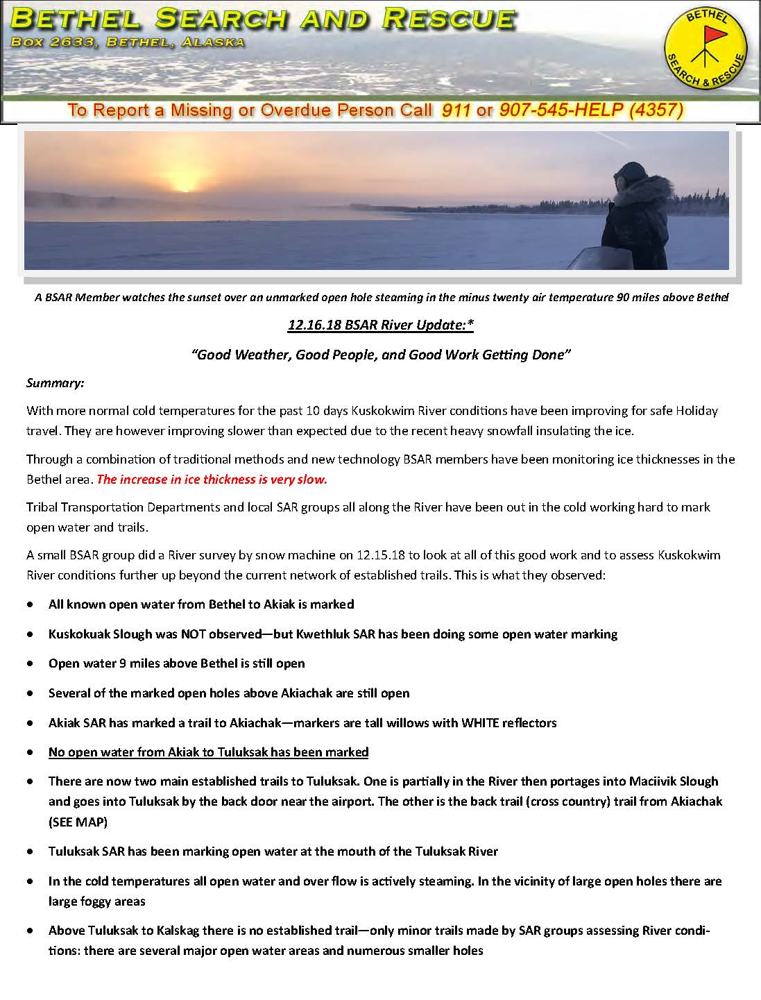 BETHEL SEARCH AND RESCUE
BOX 2633, BETHEL, ALASKA
BETHEL
SEARCH & RESCUE
To Report a Missing or Overdue Person Call 911 or 907-545-HELP (4357)
A BSAR Member watches the sunset over an unmarked open hole steaming in the minus twenty air temperature 90 miles above Bethel
12.16.18 BSAR River Update:*
“Good Weather, Good People, and Good Work Getting Done”
Summary:
With more normal cold temperatures for the past 10 days Kuskokwim River conditions have been improving for safe Holiday
travel. They are however improving slower than expected due to the recent heavy snowfall insulating the ice.
Through a combination of traditional methods and new technology BSAR members have been monitoring ice thicknesses in the
Bethel area. The increase in ice thickness is very slow.
Tribal Transportation Departments and local SAR groups all along the River have been out in the cold working hard to mark
open water and trails.
A small BSAR group did a River survey by snow machine on 12.15.18 to look at all of this good work and to assess Kuskokwim
River conditions further up beyond the current network of established trails. This is what they observed:
• All known open water from Bethel to Akiak is marked
• Kuskokuak Slough was NOT observed—but Kwethluk SAR has been doing some open water marking
• Open water 9 miles above Bethel is still open
• Several of the marked open holes above Akiachak are still open
• Akiak SAR has marked a trail to Akiachak—markers are tall willows with WHITE reflectors
• No open water from Akiak to Tuluksak has been marked
• There are now two main established trails to Tuluksak. One is partially in the River then portages into Maciivik Slough
and goes into Tuluksak by the back door near the airport. The other is the back trail (cross country) trail from Akiachak
(SEE MAP)
• Tuluksak SAR has been marking open water at the mouth of the Tuluksak River
• In the cold temperatures all open water and over flow is actively steaming. In the vicinity of large open holes there are
large foggy areas
• Above Tuluksak to Kalskag there is no established trail—only minor trails made by SAR groups assessing River condi-
tions: there are several major open water areas and numerous smaller holes